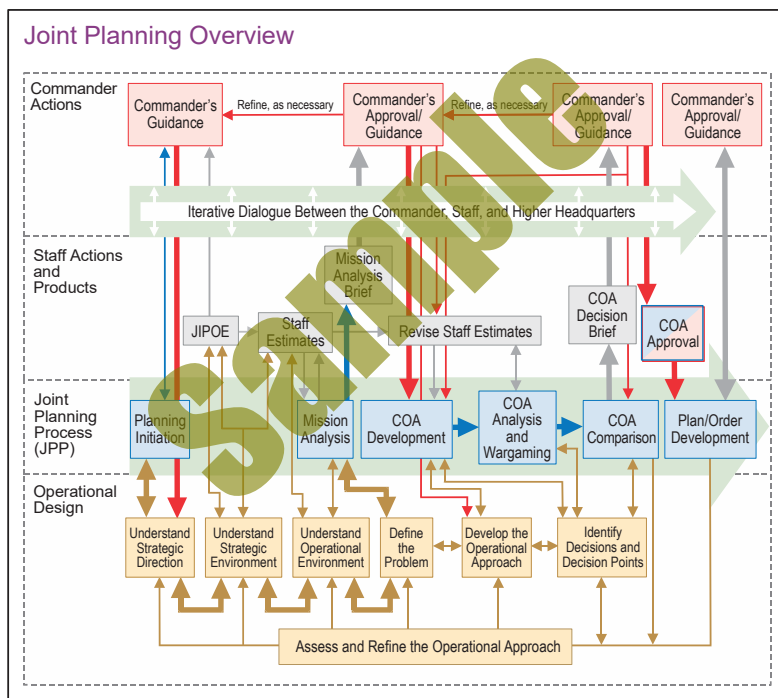 Joint Planning Overview
Commander
Actions
Commander's
Guidance
Refine, as necessary
Commander's
Approval/
Guidance
Refine, as necessary
Commander's
Approval/
Guidance
Commander's
Approval/
Guidance
Iterative Dialogue Between the Commander, Staff, and Higher Headquarters
Staff Actions
and
Products
Mission
Analysis
Brief
JIPOE
Staff
Estimates
Revise Staff Estimates
COA
Decision
Brief
COA
Approval
Joint
Planning
Process
(JPP)
Planning
Initiation
Mission
Analysis
COA
Development
COA
Analysis
and
Wargaming
COA
Comparison
Plan/Order
Development
Operational
Design
Understand
Strategic
Direction
Understand
Strategic
Environment
Understand
Operational
Environment
Define
the
Problem
Develop the
Operational
Approach
Identify
Decisions and
Decision Points
Assess and Refine the Operational Approach
Sample